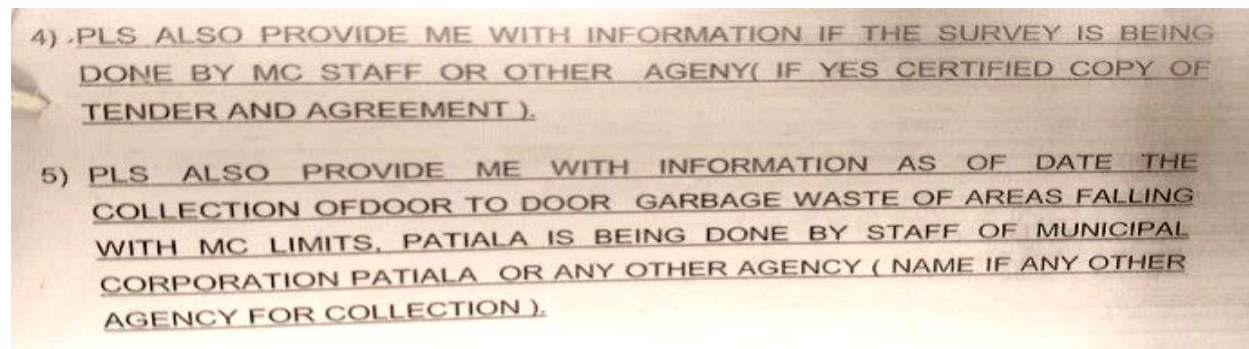 4) PLS ALSO PROVIDE ME WITH INFORMATION IF THE SURVEY IS BEING
DONE BY MC STAFF OR OTHER AGENY( IF YES CERTIFIED COPY OF
TENDER AND AGREEMENT ).
5) PLS ALSO PROVIDE ME WITH INFORMATION AS OF DATE THE
COLLECTION OFDOOR TO DOOR GARBAGE WASTE OF AREAS FALLING
WITH MC LIMITS, PATIALA IS BEING DONE BY STAFF OF MUNICIPAL
CORPORATION PATIALA OR ANY OTHER AGENCY ( NAME IF ANY OTHER
AGENCY FOR COLLECTION ).